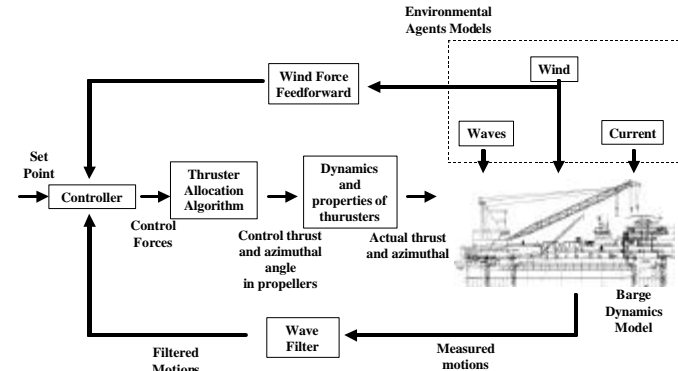 Environmental
Agents Models
Wind Force
Feedforward
Wind
Waves
Current
Set
Point
Controller
Control
Forces
Thruster
Allocation
Algorithm
Control thrust
and azimuthal
angle
in propellers
Dynamics
and
properties of
thurusters
Actual thrust
and azimuthal
Barge
Dynamics
Model
Wave
Filter
Filtered
Motions
Measured
motions